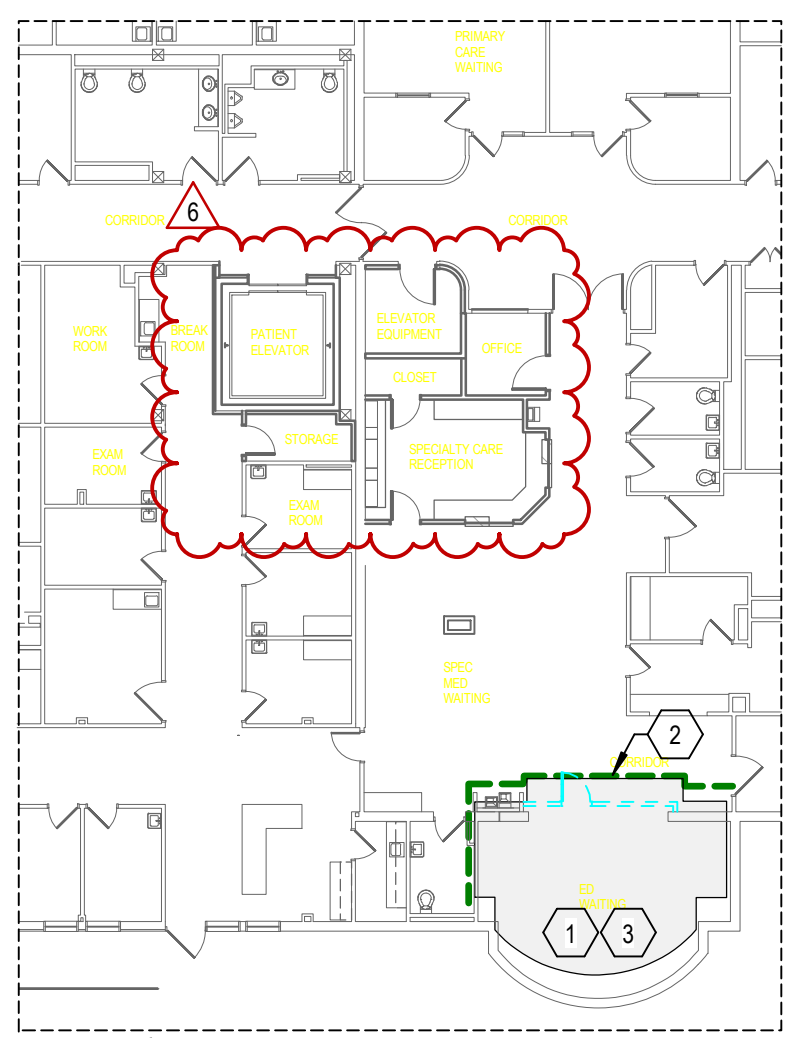 PRIMARY
CARE
WAITING
CORRIDOR
6
CORRIDOR
WORK
ROOM
BREAK
ROOM
PATIENT
ELEVATOR
ELEVATOR
EQUIPMENT
OFFICE
CLOSET
STORAGE
SPECIALTY CARE
RECEPTION
EXAM
ROOM
EXAM
ROOM
SPEC
MED
WAITING
2
CORRIDOR
ED
WAITING
1
3